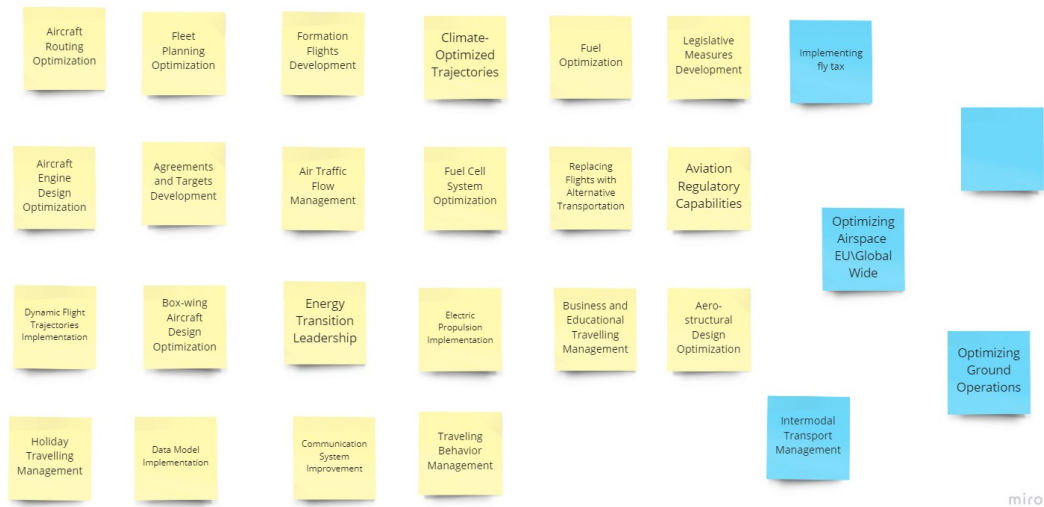 Aircraft
Routing
Optimization
Fleet
Planning
Optimization
Formation
Flights
Development
Climate-
Optimized
Trajectories
Fuel
Optimization
Legislative
Measures
Development
Implementing
fly tax
Aircraft
Engine
Design
Optimization
Agreements
and Targets
Development
Air Traffic
Flow
Management
Fuel Cell
System
Optimization
Replacing
Flights with
Alternative
Transportation
Aviation
Regulatory
Capabilities
Optimizing
Airspace
EU\Global
Wide
Dynamic Flight
Trajectories
Implementation
Box-wing
Aircraft
Design
Optimization
Energy
Transition
Leadership
Electric
Propulsion
Implementation
Business and
Educational
Travelling
Management
Aero-
structural
Design
Optimization
Optimizing
Ground
Operations
Holiday
Travelling
Management
Data Model
Implementation
Communication
System
Improvement
Traveling
Behavior
Management
Intermodal
Transport
Management
miro